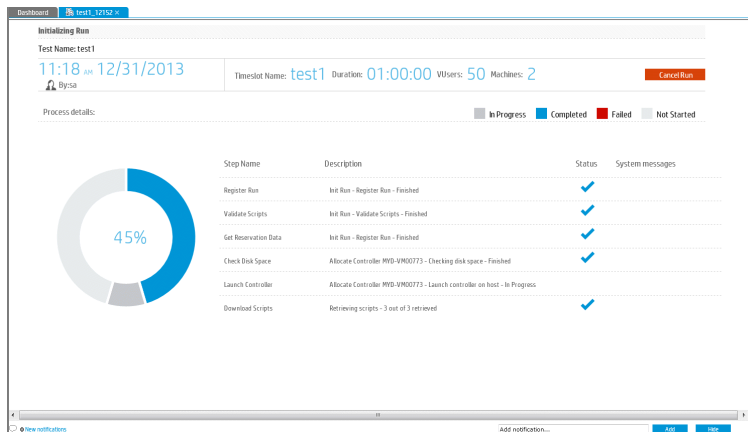 Dashboard test1_12152 ×
Initializing Run
Test Name: test1
11:18 AM 12/31/2013
By:sa
Timeslot Name: test1 Duration: 01:00:00 VUsers: 50 Machines: 2
Cancel Run
Process details:
In Progress Completed Failed Not Started
Step Name Description Status System messages
Register Run Init Run - Register Run - Finished
Validate Scripts Init Run - Validate Scripts - Finished
Get Reservation Data Init Run - Register Run - Finished
Check Disk Space Allocate Controller MYD-VM00773 - Checking disk space - Finished
Launch Controller Allocate Controller MYD-VM00773 - Launch controller on host - In Progress
Download Scripts Retrieving scripts - 3 out of 3 retrieved
45%
0 New notifications
Add notification... Add Hide